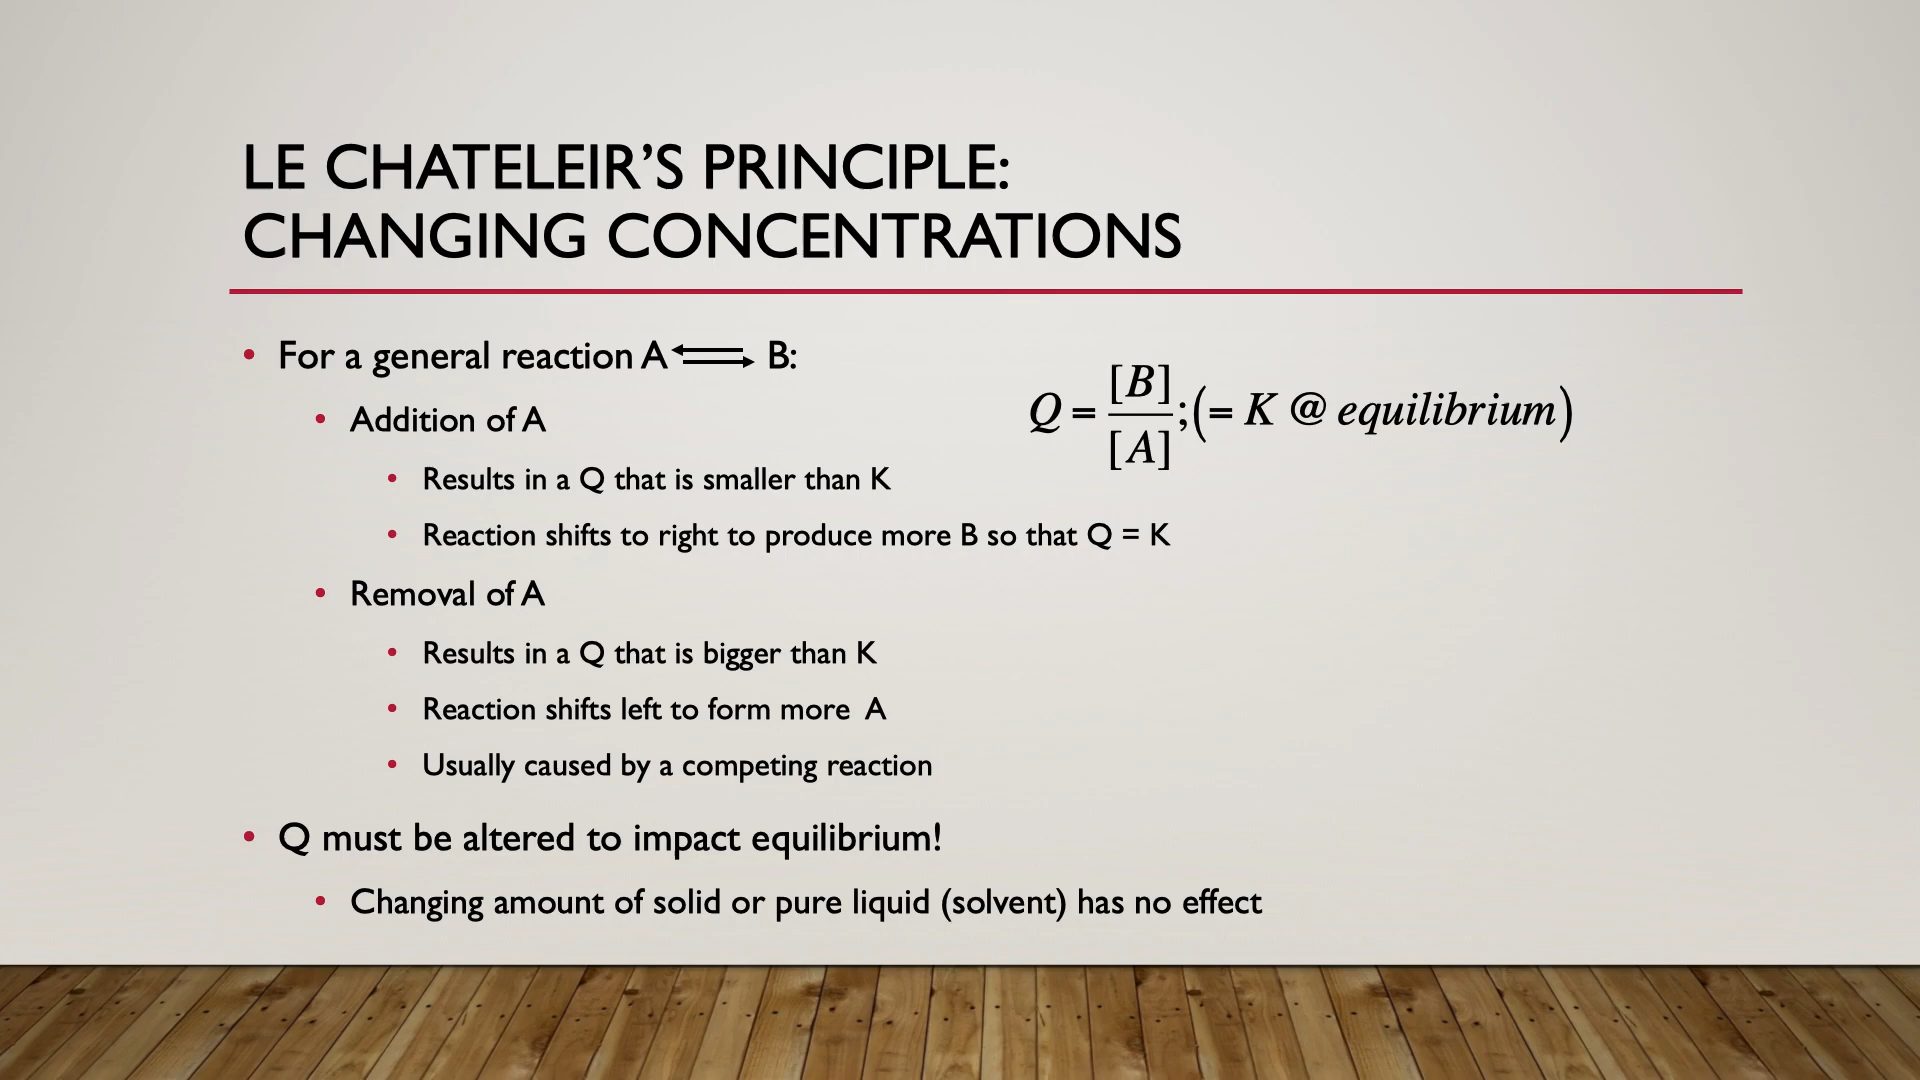 LE CHATELEIR'S PRINCIPLE:
CHANGING CONCENTRATIONS
• For a general reaction A ⇌ B:
Q = [B]/[A];(= K @ equilibrium)
• Addition of A
• Results in a Q that is smaller than K
• Reaction shifts to right to produce more B so that Q = K
• Removal of A
• Results in a Q that is bigger than K
• Reaction shifts left to form more A
• Usually caused by a competing reaction
• Q must be altered to impact equilibrium!
• Changing amount of solid or pure liquid (solvent) has no effect